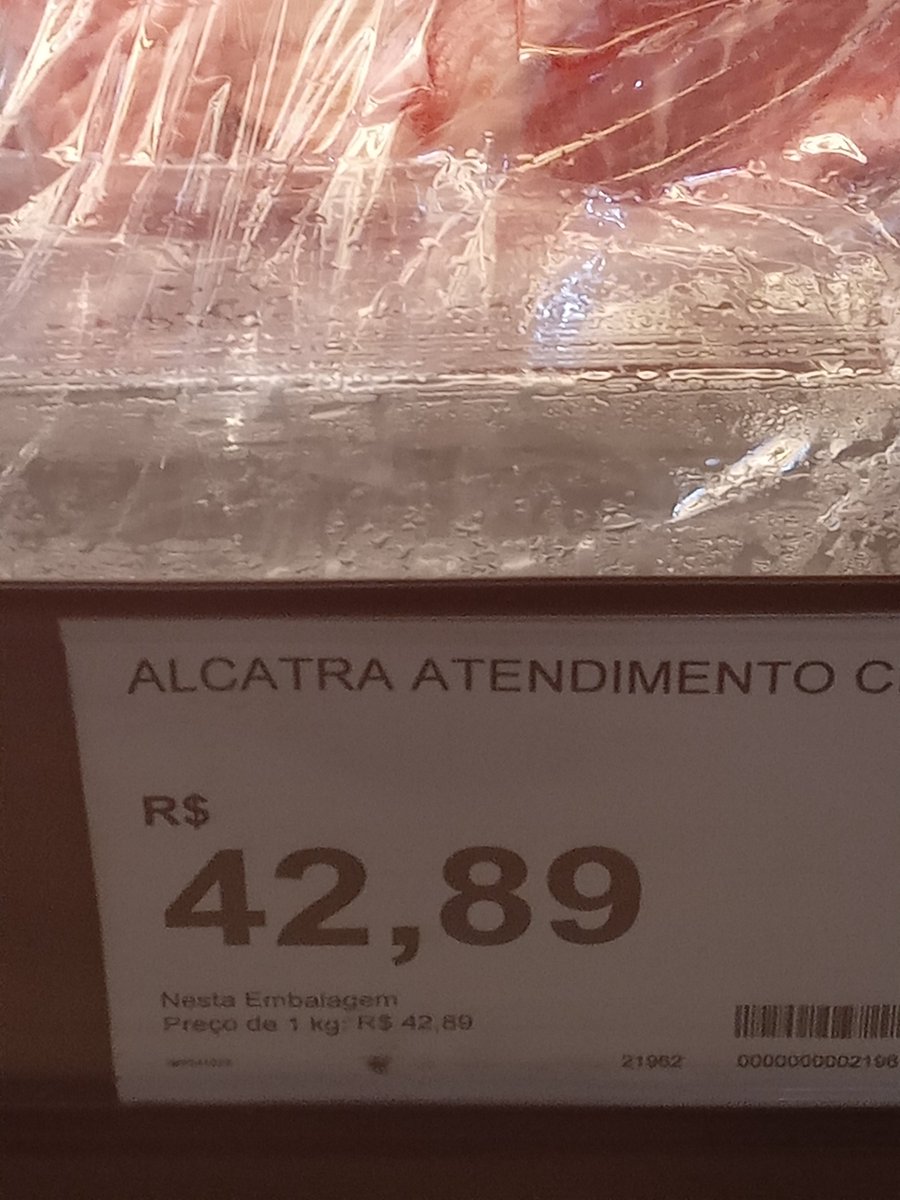 ALCATRA ATENDIMENTO C
R$
42,89
Nesta Embalagem
Preço de 1 kg: R$ 42,89
21962
0000000002196